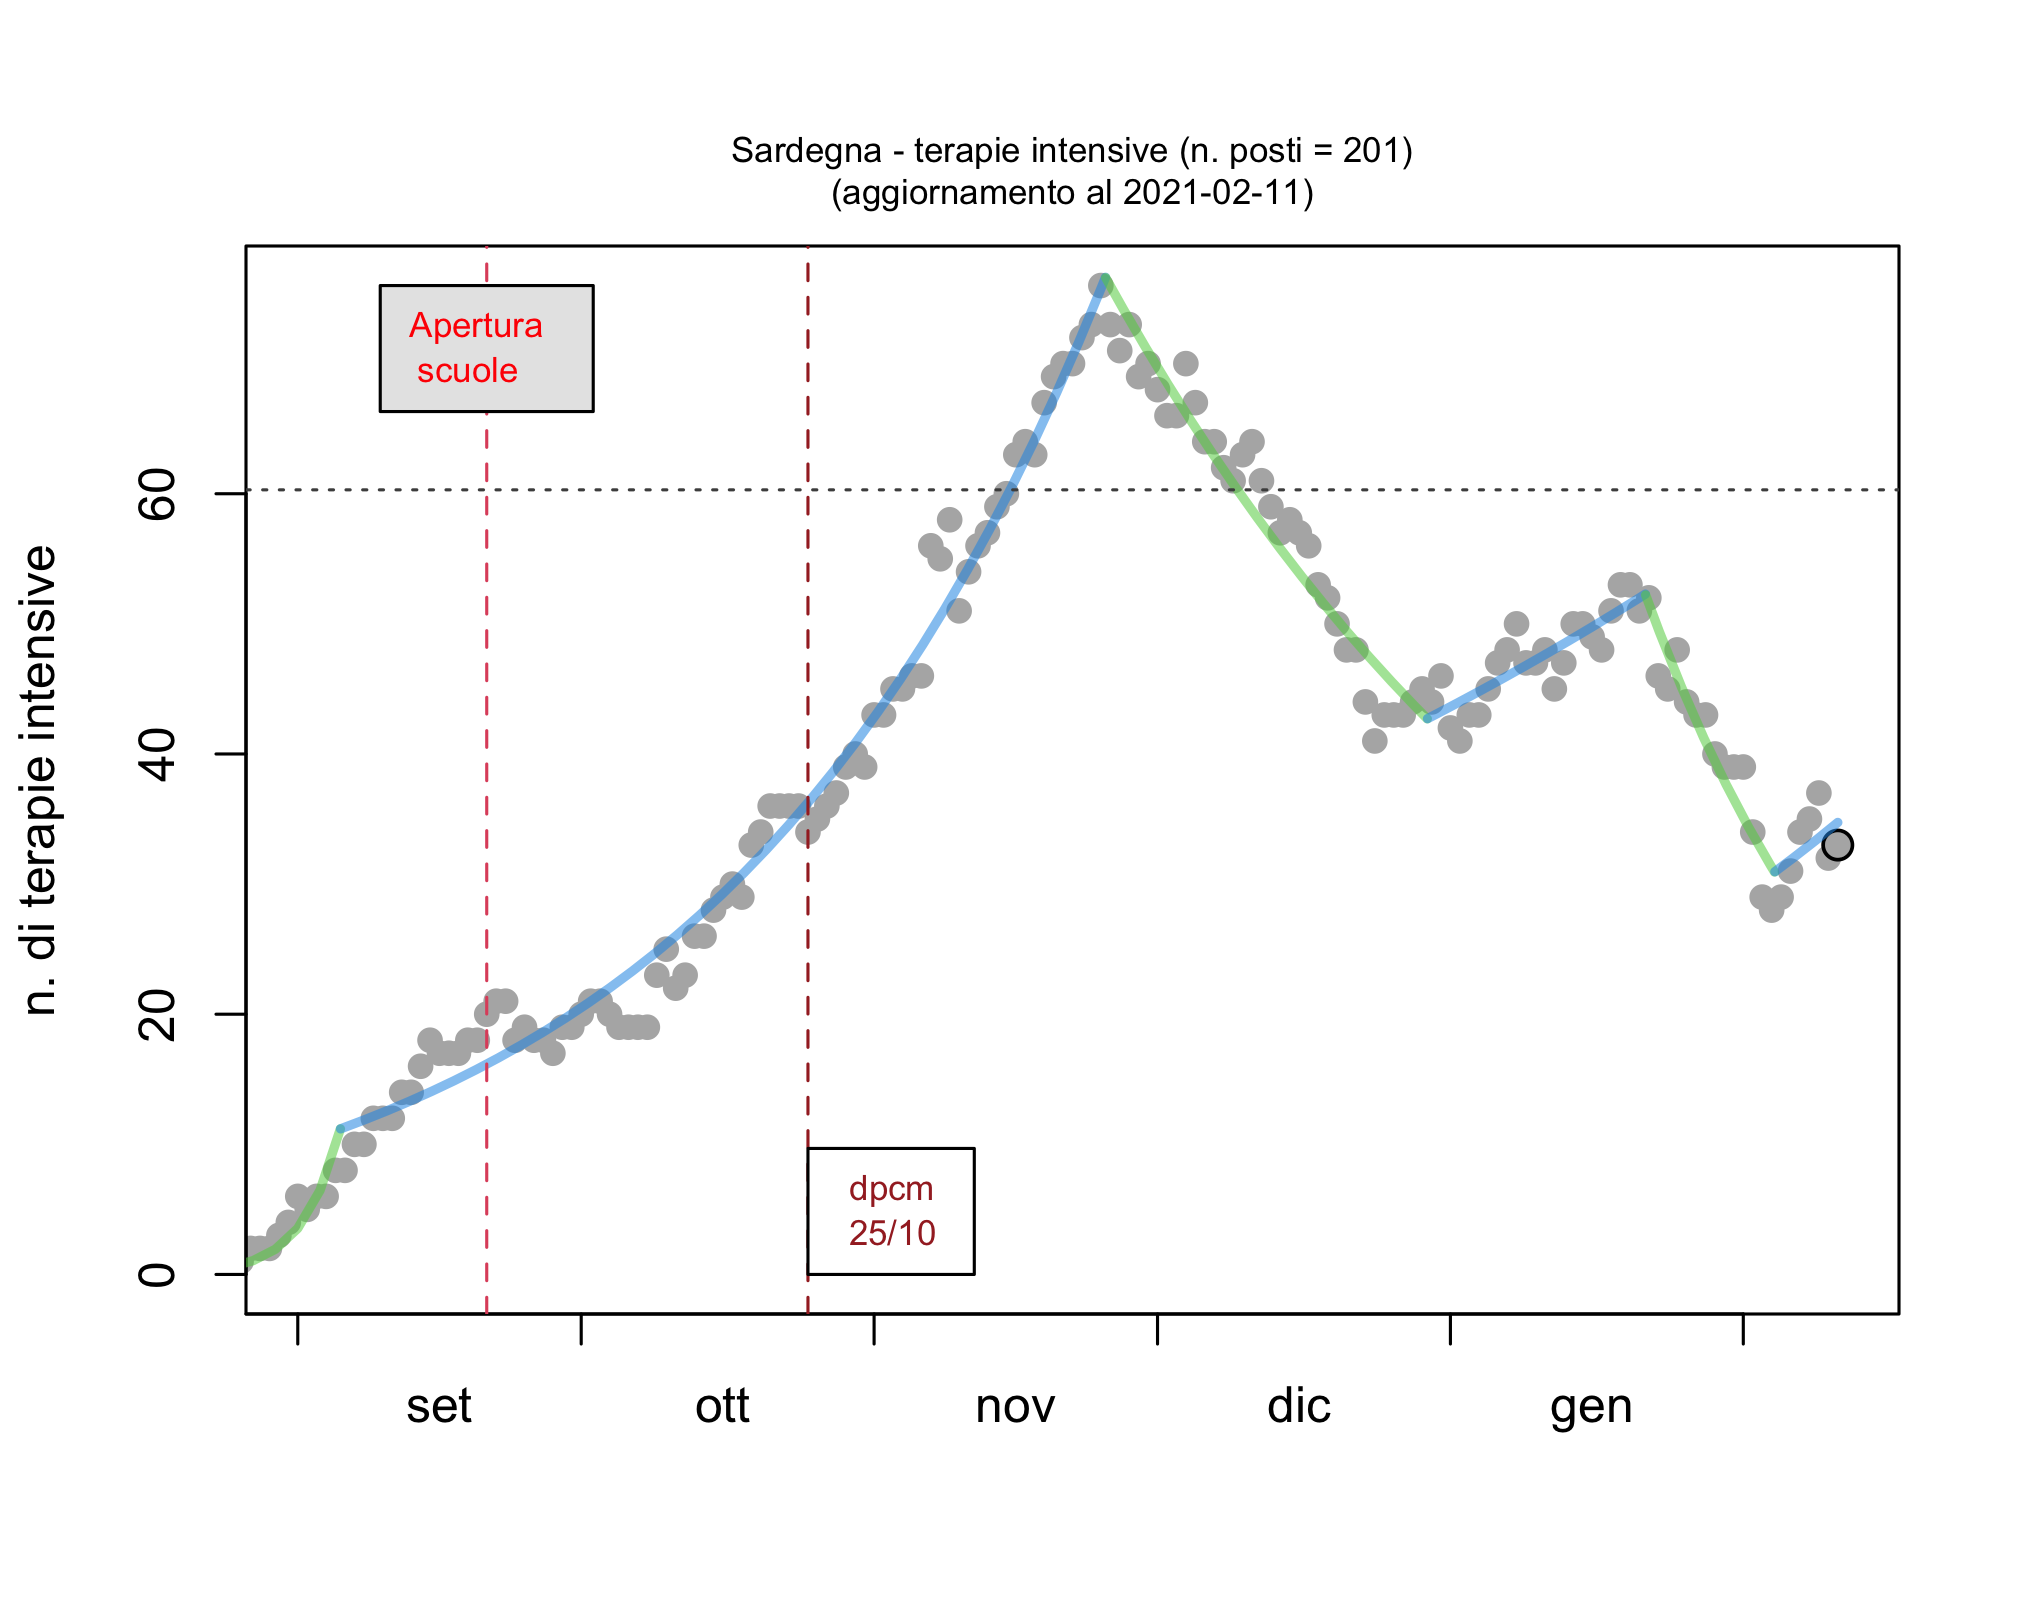 Sardegna - terapie intensive (n. posti = 201)
(aggiornamento al 2021-02-11)
Apertura
scuole
n. di terapie intensive
60
40
20
0
dpcm
25/10
set
ott
nov
dic
gen